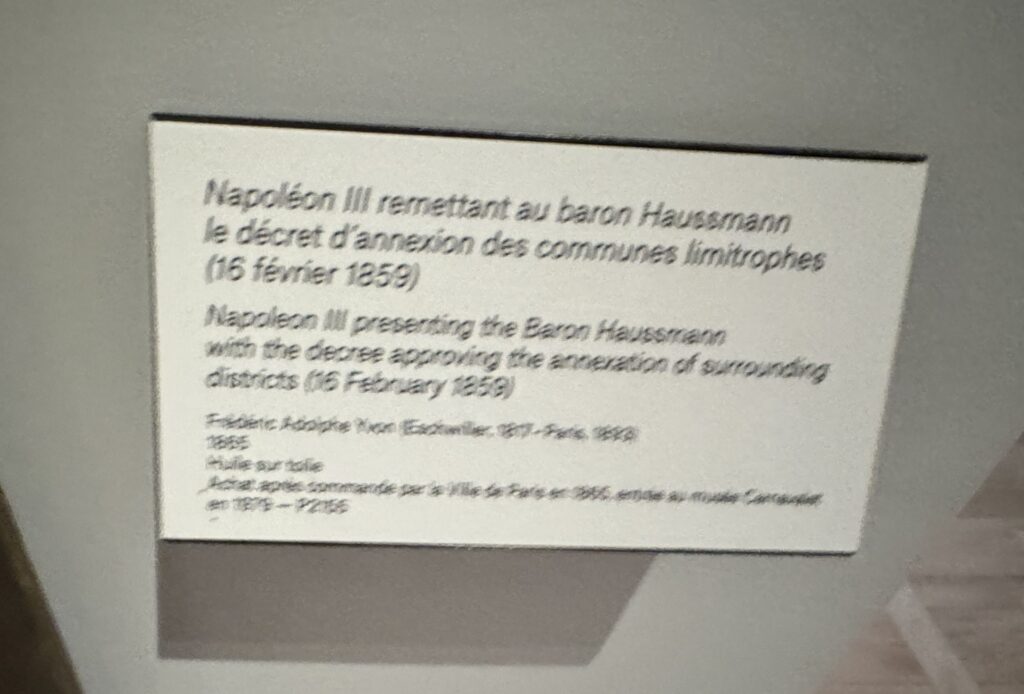 Napoléon III remettant au baron Haussmann
le décret d'annexion des communes limitrophes
(16 février 1859)
Napoleon III presenting the Baron Haussmann
with the decree approving the annexation of surrounding
districts (16 February 1859)
Frédéric Adolphe Yvon (Eschwiller, 1817 - Paris, 1893)
1865
Huile sur toile
Achat après commande par la Ville de Paris en 1865, entrée au musée Carnavalet
en 1879 —